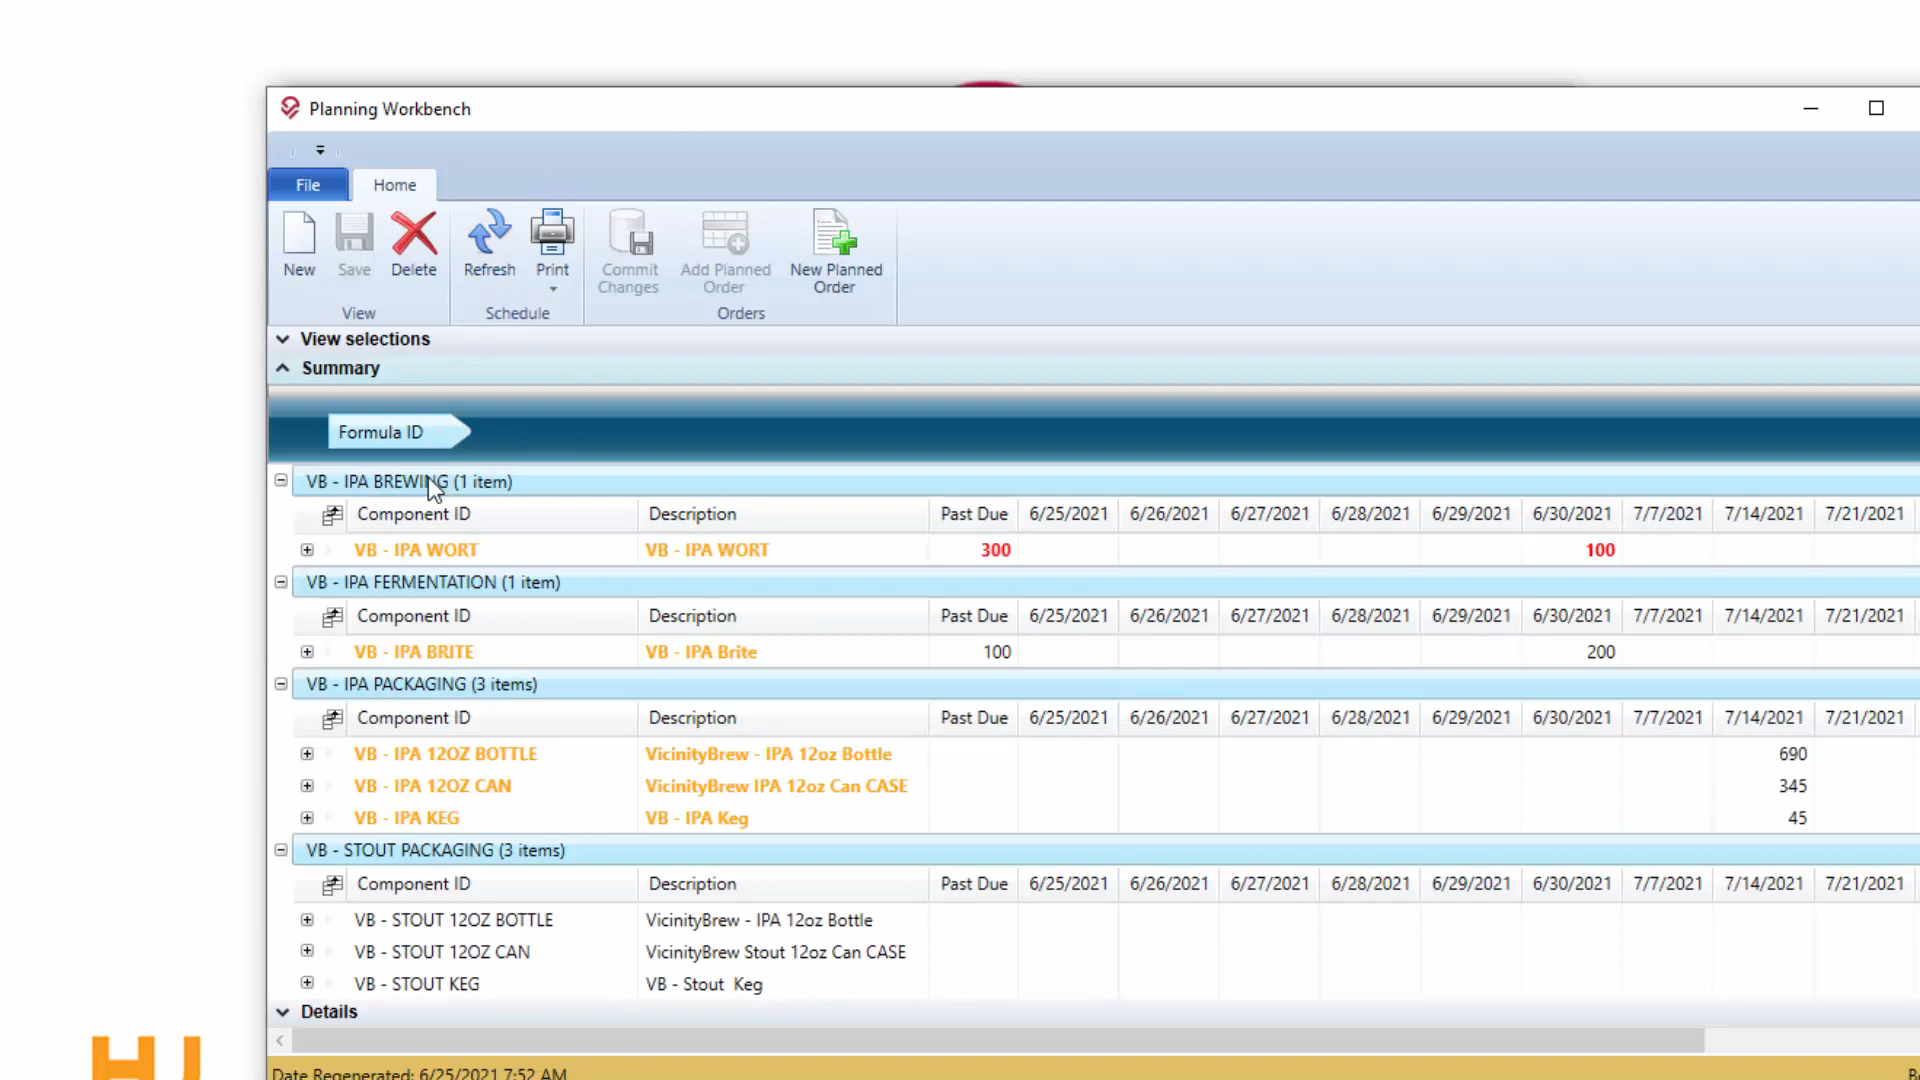 Planning Workbench
File Home
New Save Delete Refresh Print Commit Changes Add Planned Order New Planned Order
View Schedule Orders
View selections
Summary
Formula ID
VB - IPA BREWING (1 item)
Component ID Description Past Due 6/25/2021 6/26/2021 6/27/2021 6/28/2021 6/29/2021 6/30/2021 7/7/2021 7/14/2021 7/21/2021
VB - IPA WORT VB - IPA WORT 300 100
VB - IPA FERMENTATION (1 item)
Component ID Description Past Due 6/25/2021 6/26/2021 6/27/2021 6/28/2021 6/29/2021 6/30/2021 7/7/2021 7/14/2021 7/21/2021
VB - IPA BRITE VB - IPA Brite 100 200
VB - IPA PACKAGING (3 items)
Component ID Description Past Due 6/25/2021 6/26/2021 6/27/2021 6/28/2021 6/29/2021 6/30/2021 7/7/2021 7/14/2021 7/21/2021
VB - IPA 12OZ BOTTLE VicinityBrew - IPA 12oz Bottle 690
VB - IPA 12OZ CAN VicinityBrew IPA 12oz Can CASE 345
VB - IPA KEG VB - IPA Keg 45
VB - STOUT PACKAGING (3 items)
Component ID Description Past Due 6/25/2021 6/26/2021 6/27/2021 6/28/2021 6/29/2021 6/30/2021 7/7/2021 7/14/2021 7/21/2021
VB - STOUT 12OZ BOTTLE VicinityBrew - IPA 12oz Bottle
VB - STOUT 12OZ CAN VicinityBrew Stout 12oz Can CASE
VB - STOUT KEG VB - Stout Keg
Details
Date Regenerated: 6/25/2021 7:52 AM